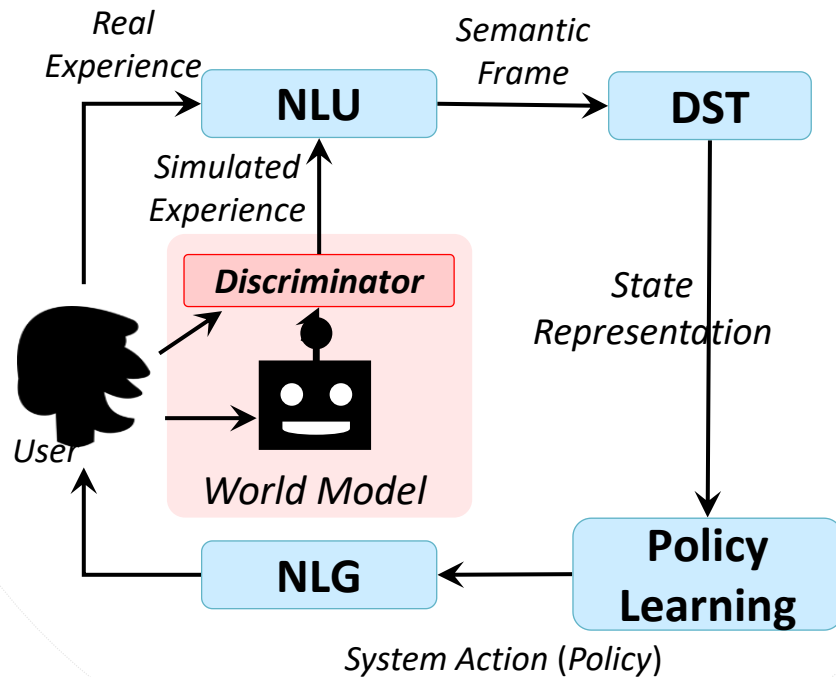 Real
Experience
NLU
Semantic
Frame
DST
Simulated
Experience
Discriminator
State
Representation
User
World Model
NLG
Policy
Learning
System Action (Policy)